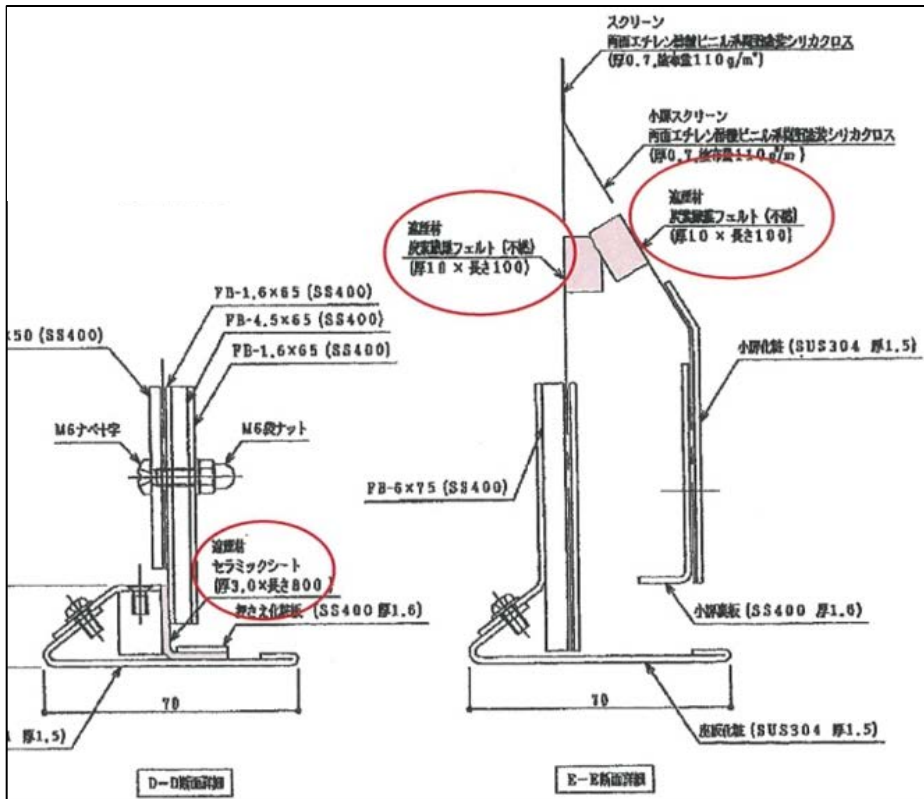 スクリーン
両面エチレン酢酸ビニル系樹脂塗装シリカクロス
(厚0.7,塗布量110g/㎡)
小扉スクリーン
両面エチレン酢酸ビニル系樹脂塗装シリカクロス
(厚0.7,塗布量110g/㎡)
遮煙材
炭素繊維フェルト(不燃)
(厚10×長さ100)
遮煙材
炭素繊維フェルト(不燃)
(厚10×長さ100)
FB-1.6×65(SS400)
FB-4.5×65(SS400)
×50(SS400)
FB-1.6×65(SS400)
小扉化粧(SUS304 厚1.5)
M6ナベ十字
M6袋ナット
FB-6×75(SS400)
遮煙材
セラミックシート
(厚3.0×長さ800
押さえ化粧板(SS400 厚1.6)
小扉裏板(SS400 厚1.6)
70
70
厚1.5)
座板化粧(SUS304 厚1.5)
D-D断面詳細
E-E断面詳細